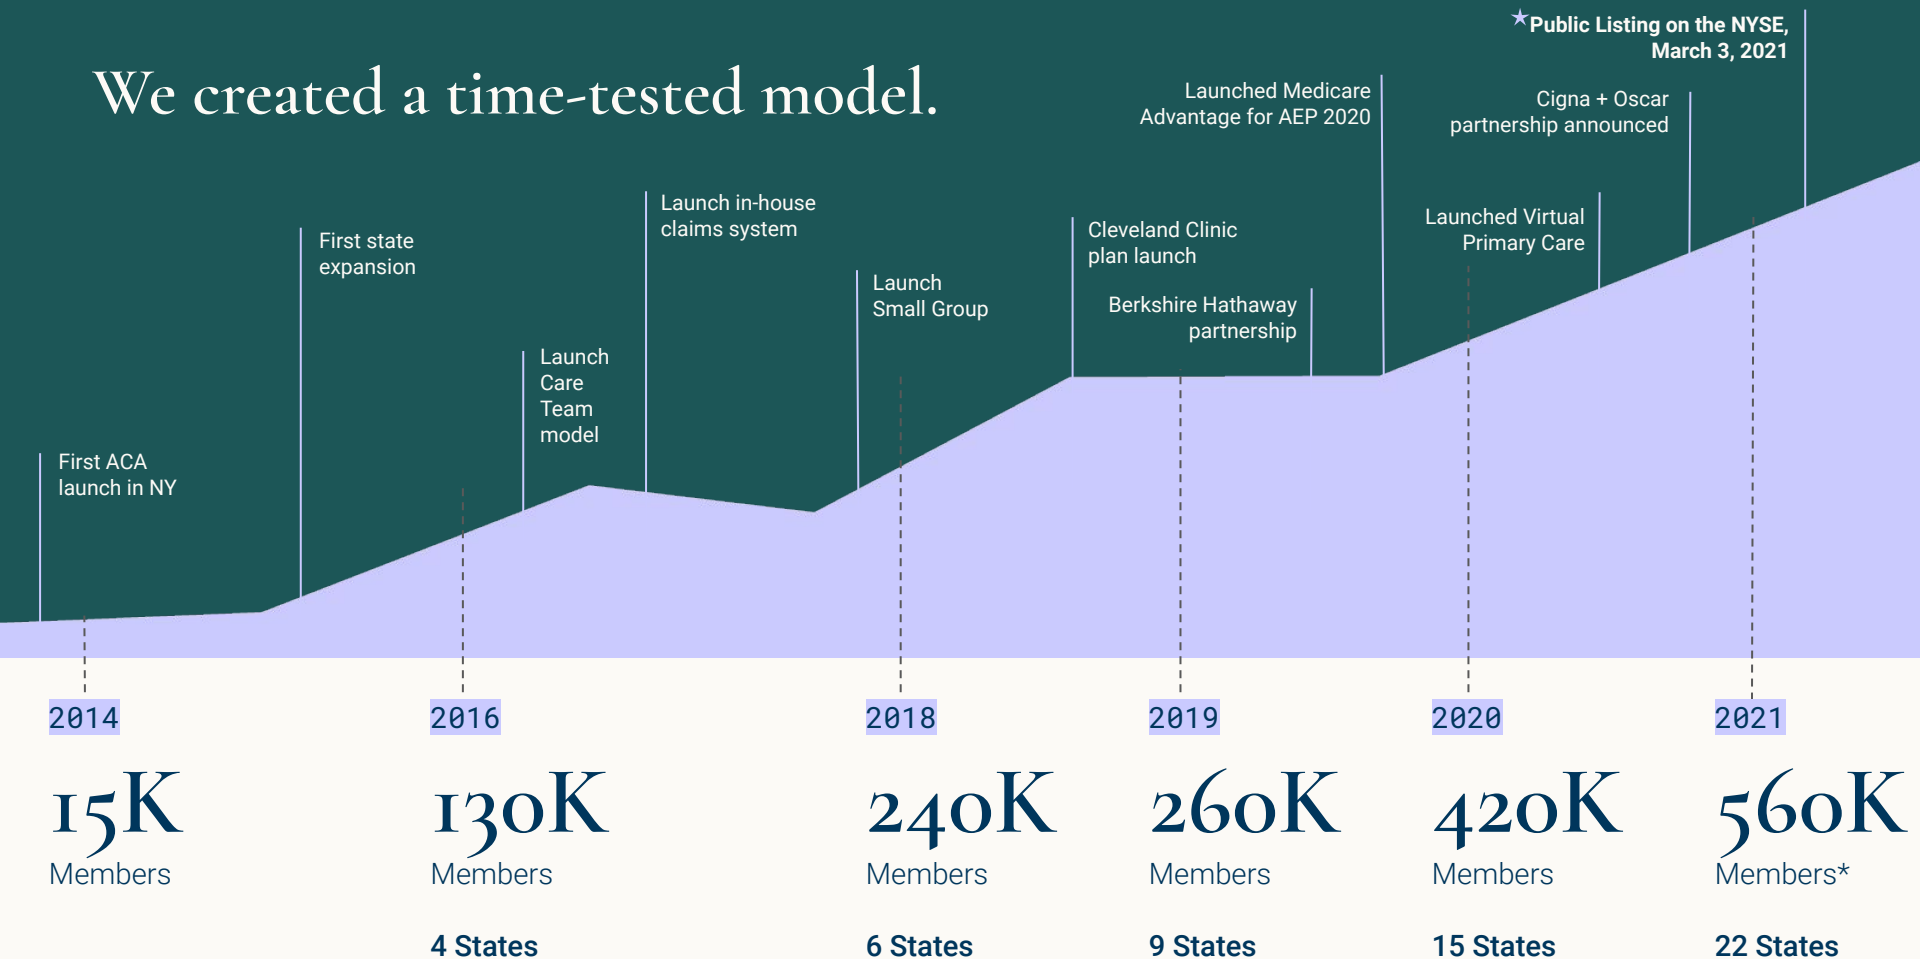 We created a time-tested model.
★Public Listing on the NYSE,
March 3, 2021
Launched Medicare
Advantage for AEP 2020
Cigna + Oscar
partnership announced
Launch in-house
claims system
First state
expansion
Cleveland Clinic
plan launch
Launched Virtual
Primary Care
Launch
Small Group
Berkshire Hathaway
partnership
Launch
Care
Team
model
First ACA
launch in NY
2014
2016
2018
2019
2020
2021
15K
130K
240K
260K
420K
560K
Members
Members
Members
Members
Members
Members*
4 States
6 States
9 States
15 States
22 States